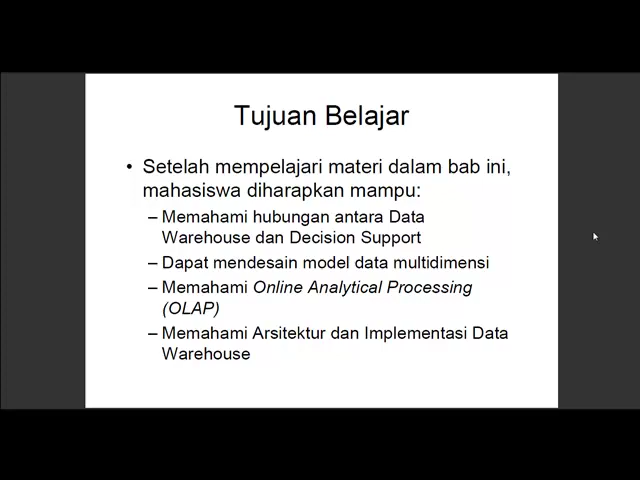 Tujuan Belajar
• Setelah mempelajari materi dalam bab ini,
mahasiswa diharapkan mampu:
– Memahami hubungan antara Data
Warehouse dan Decision Support
– Dapat mendesain model data multidimensi
– Memahami Online Analytical Processing
(OLAP)
– Memahami Arsitektur dan Implementasi Data
Warehouse